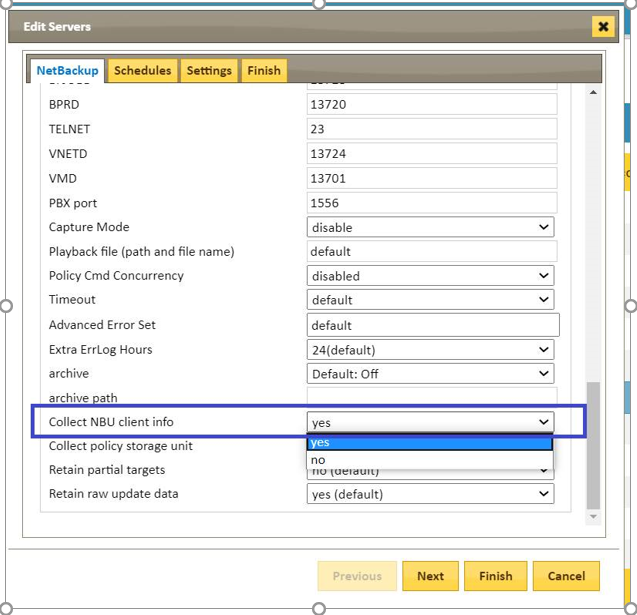 Edit Servers
NetBackup Schedules Settings Finish
BPRD 13720
TELNET 23
VNETD 13724
VMD 13701
PBX port 1556
Capture Mode disable
Playback file (path and file name) default
Policy Cmd Concurrency disabled
Timeout default
Advanced Error Set default
Extra ErrLog Hours 24(default)
archive Default: Off
archive path
Collect NBU client info yes
yes
Collect policy storage unit
no
Retain partial targets no (default)
Retain raw update data yes (default)
Previous Next Finish Cancel